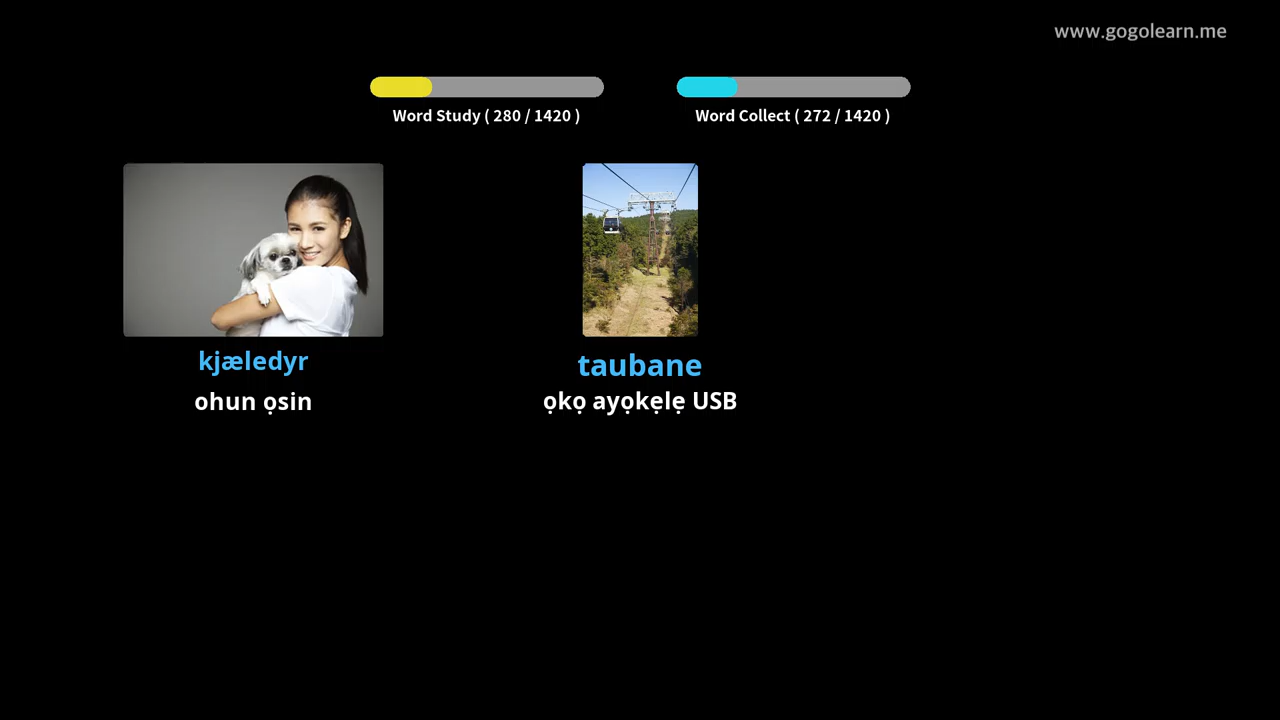 www.gogolearn.me
Word Study ( 280 / 1420 )
Word Collect ( 272 / 1420 )
kjæledyr
ohun ọsin
taubane
ọkọ ayọkẹlẹ USB